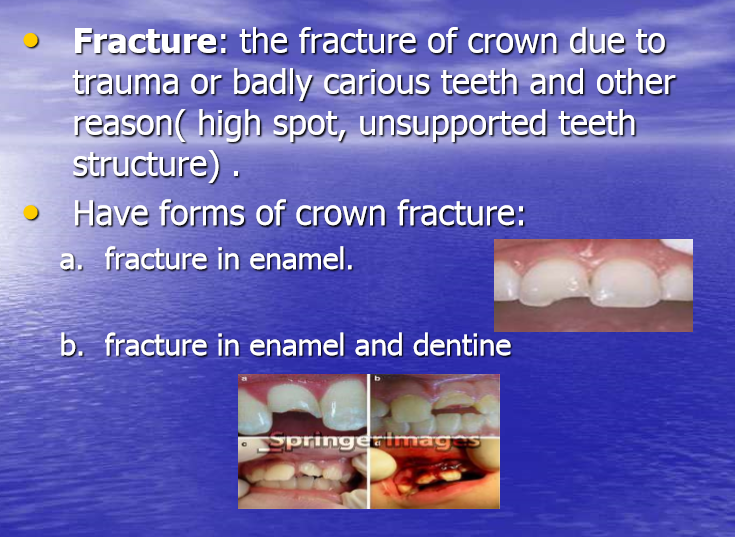 • Fracture: the fracture of crown due to
trauma or badly carious teeth and other
reason( high spot, unsupported teeth
structure) .
• Have forms of crown fracture:
a. fracture in enamel.
b. fracture in enamel and dentine
a b
SpringerImages
c d